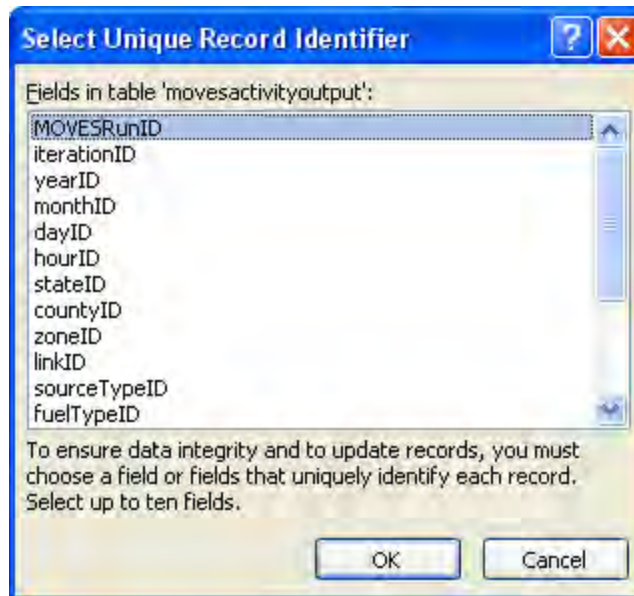 Select Unique Record Identifier
?
Fields in table 'movesactivityoutput':
MOVESRunID
iterationID
yearID
monthID
dayID
hourID
stateID
countyID
zoneID
linkID
sourceTypeID
fuelTypeID
To ensure data integrity and to update records, you must
choose a field or fields that uniquely identify each record.
Select up to ten fields.
OK
Cancel